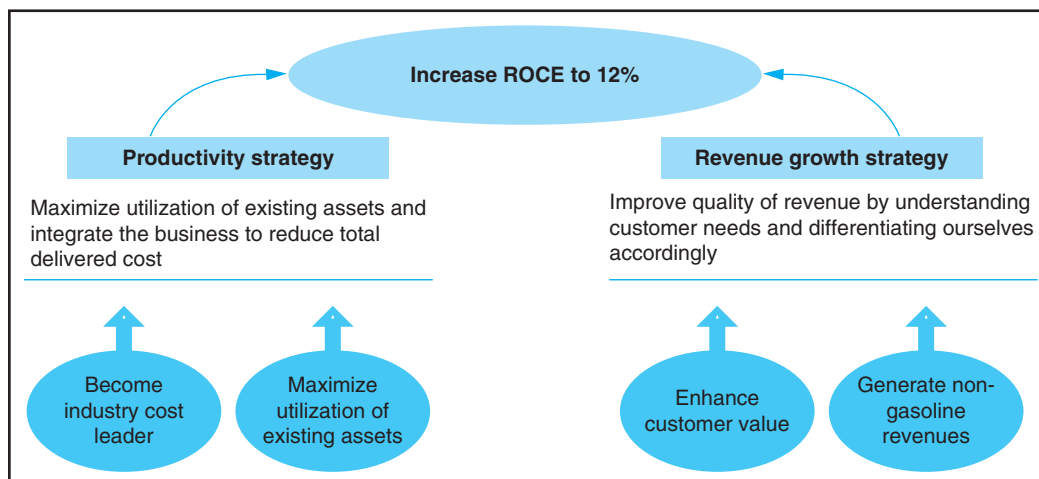 Increase ROCE to 12%
Productivity strategy
Maximize utilization of existing assets and
integrate the business to reduce total
delivered cost
Revenue growth strategy
Improve quality of revenue by understanding
customer needs and differentiating ourselves
accordingly
Become
industry cost
leader
Maximize
utilization of
existing assets
Enhance
customer value
Generate non-
gasoline
revenues